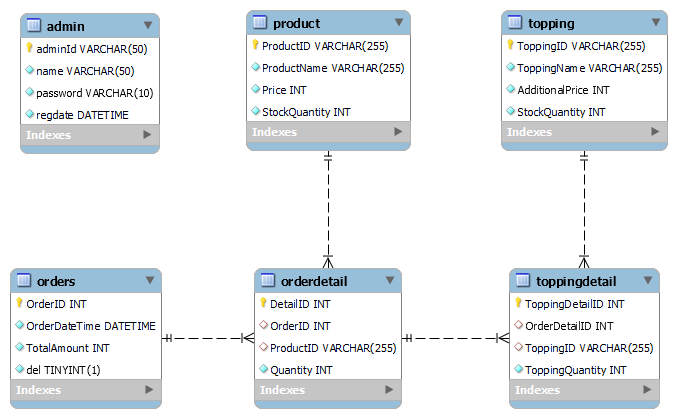 admin
adminId VARCHAR(50)
name VARCHAR(50)
password VARCHAR(10)
regdate DATETIME
Indexes
product
ProductID VARCHAR(255)
ProductName VARCHAR(255)
Price INT
StockQuantity INT
Indexes
topping
ToppingID VARCHAR(255)
ToppingName VARCHAR(255)
AdditionalPrice INT
StockQuantity INT
Indexes
orders
OrderID INT
OrderDateTime DATETIME
TotalAmount INT
del TINYINT(1)
Indexes
orderdetail
DetailID INT
OrderID INT
ProductID VARCHAR(255)
Quantity INT
Indexes
toppingdetail
ToppingDetailID INT
OrderDetailID INT
ToppingID VARCHAR(255)
ToppingQuantity INT
Indexes